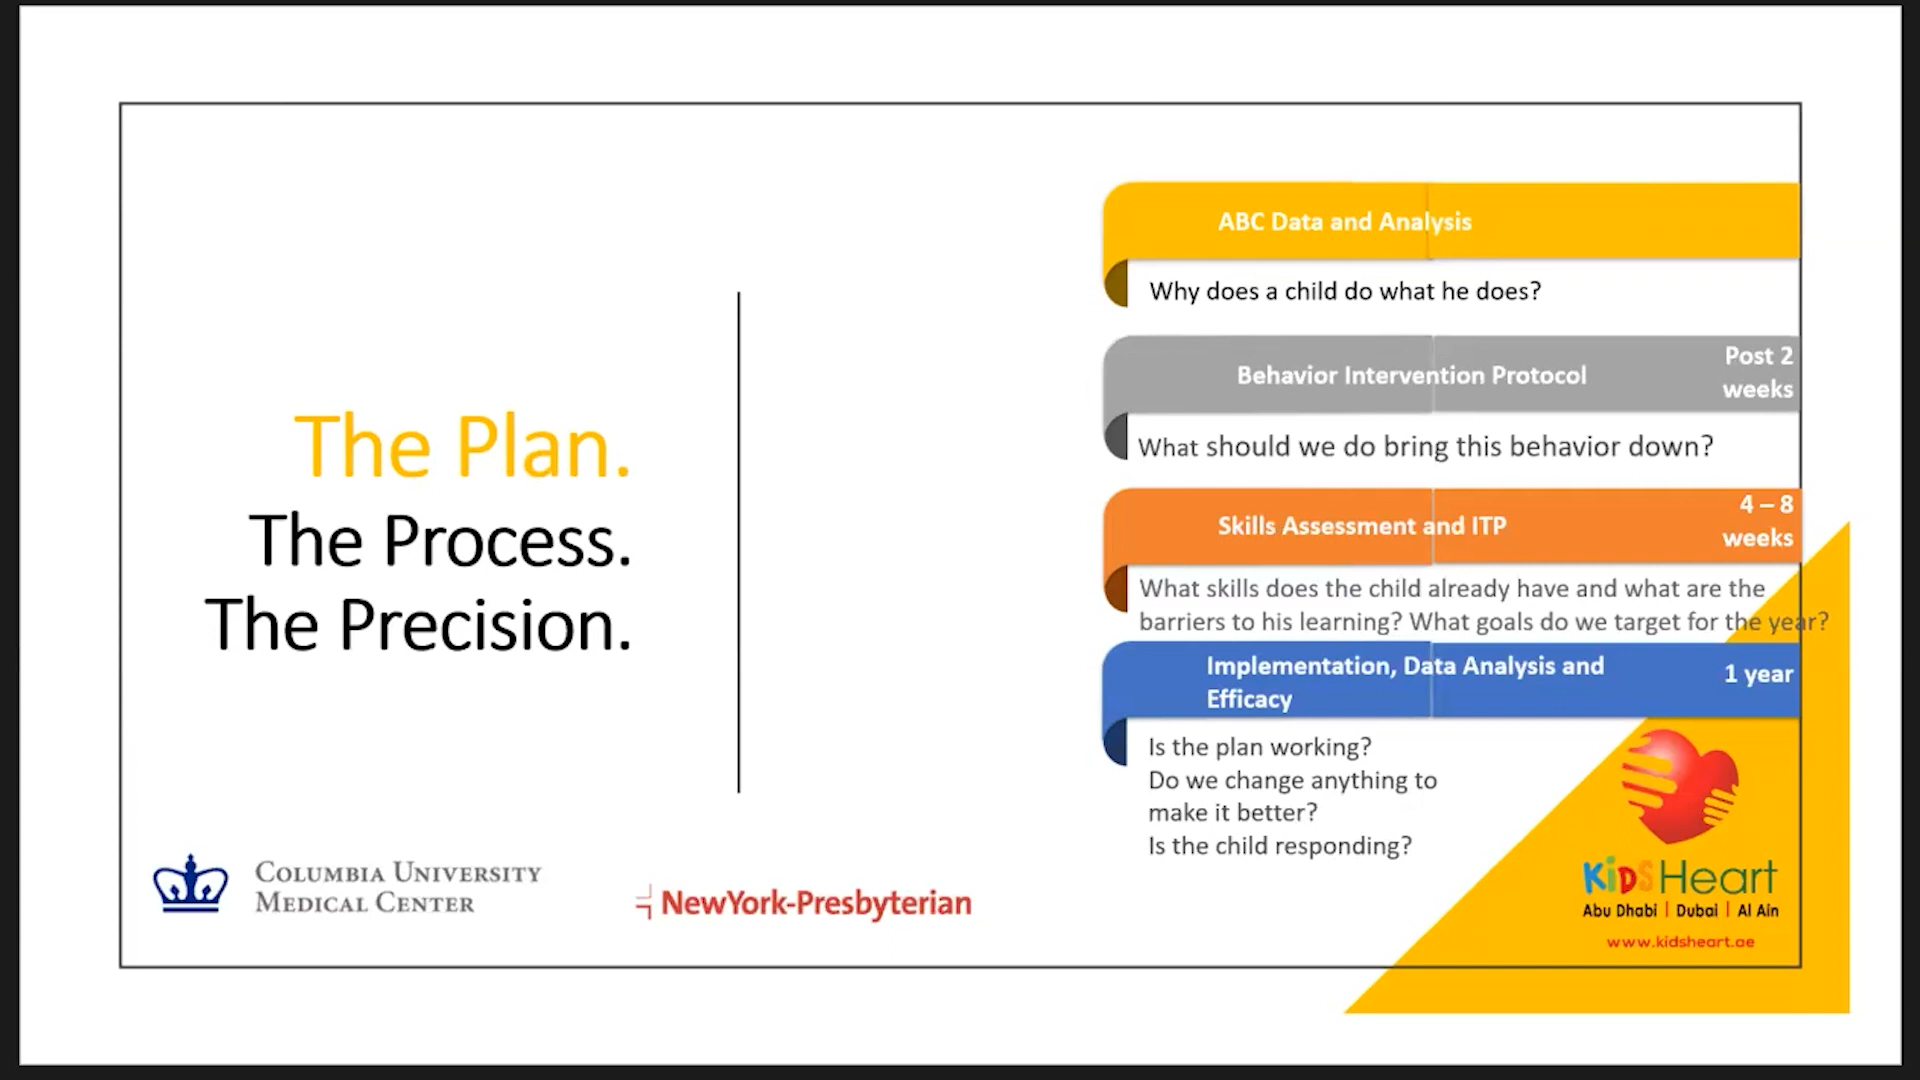 The Plan.
The Process.
The Precision.
ABC Data and Analysis
Why does a child do what he does?
Behavior Intervention Protocol
Post 2
weeks
What should we do bring this behavior down?
Skills Assessment and ITP
4 – 8
weeks
What skills does the child already have and what are the
barriers to his learning? What goals do we target for the year?
Implementation, Data Analysis and
Efficacy
1 year
Is the plan working?
Do we change anything to
make it better?
Is the child responding?
COLUMBIA UNIVERSITY
MEDICAL CENTER
NewYork-Presbyterian
KiDS Heart
Abu Dhabi | Dubai | Al Ain
www.kidsheart.ae